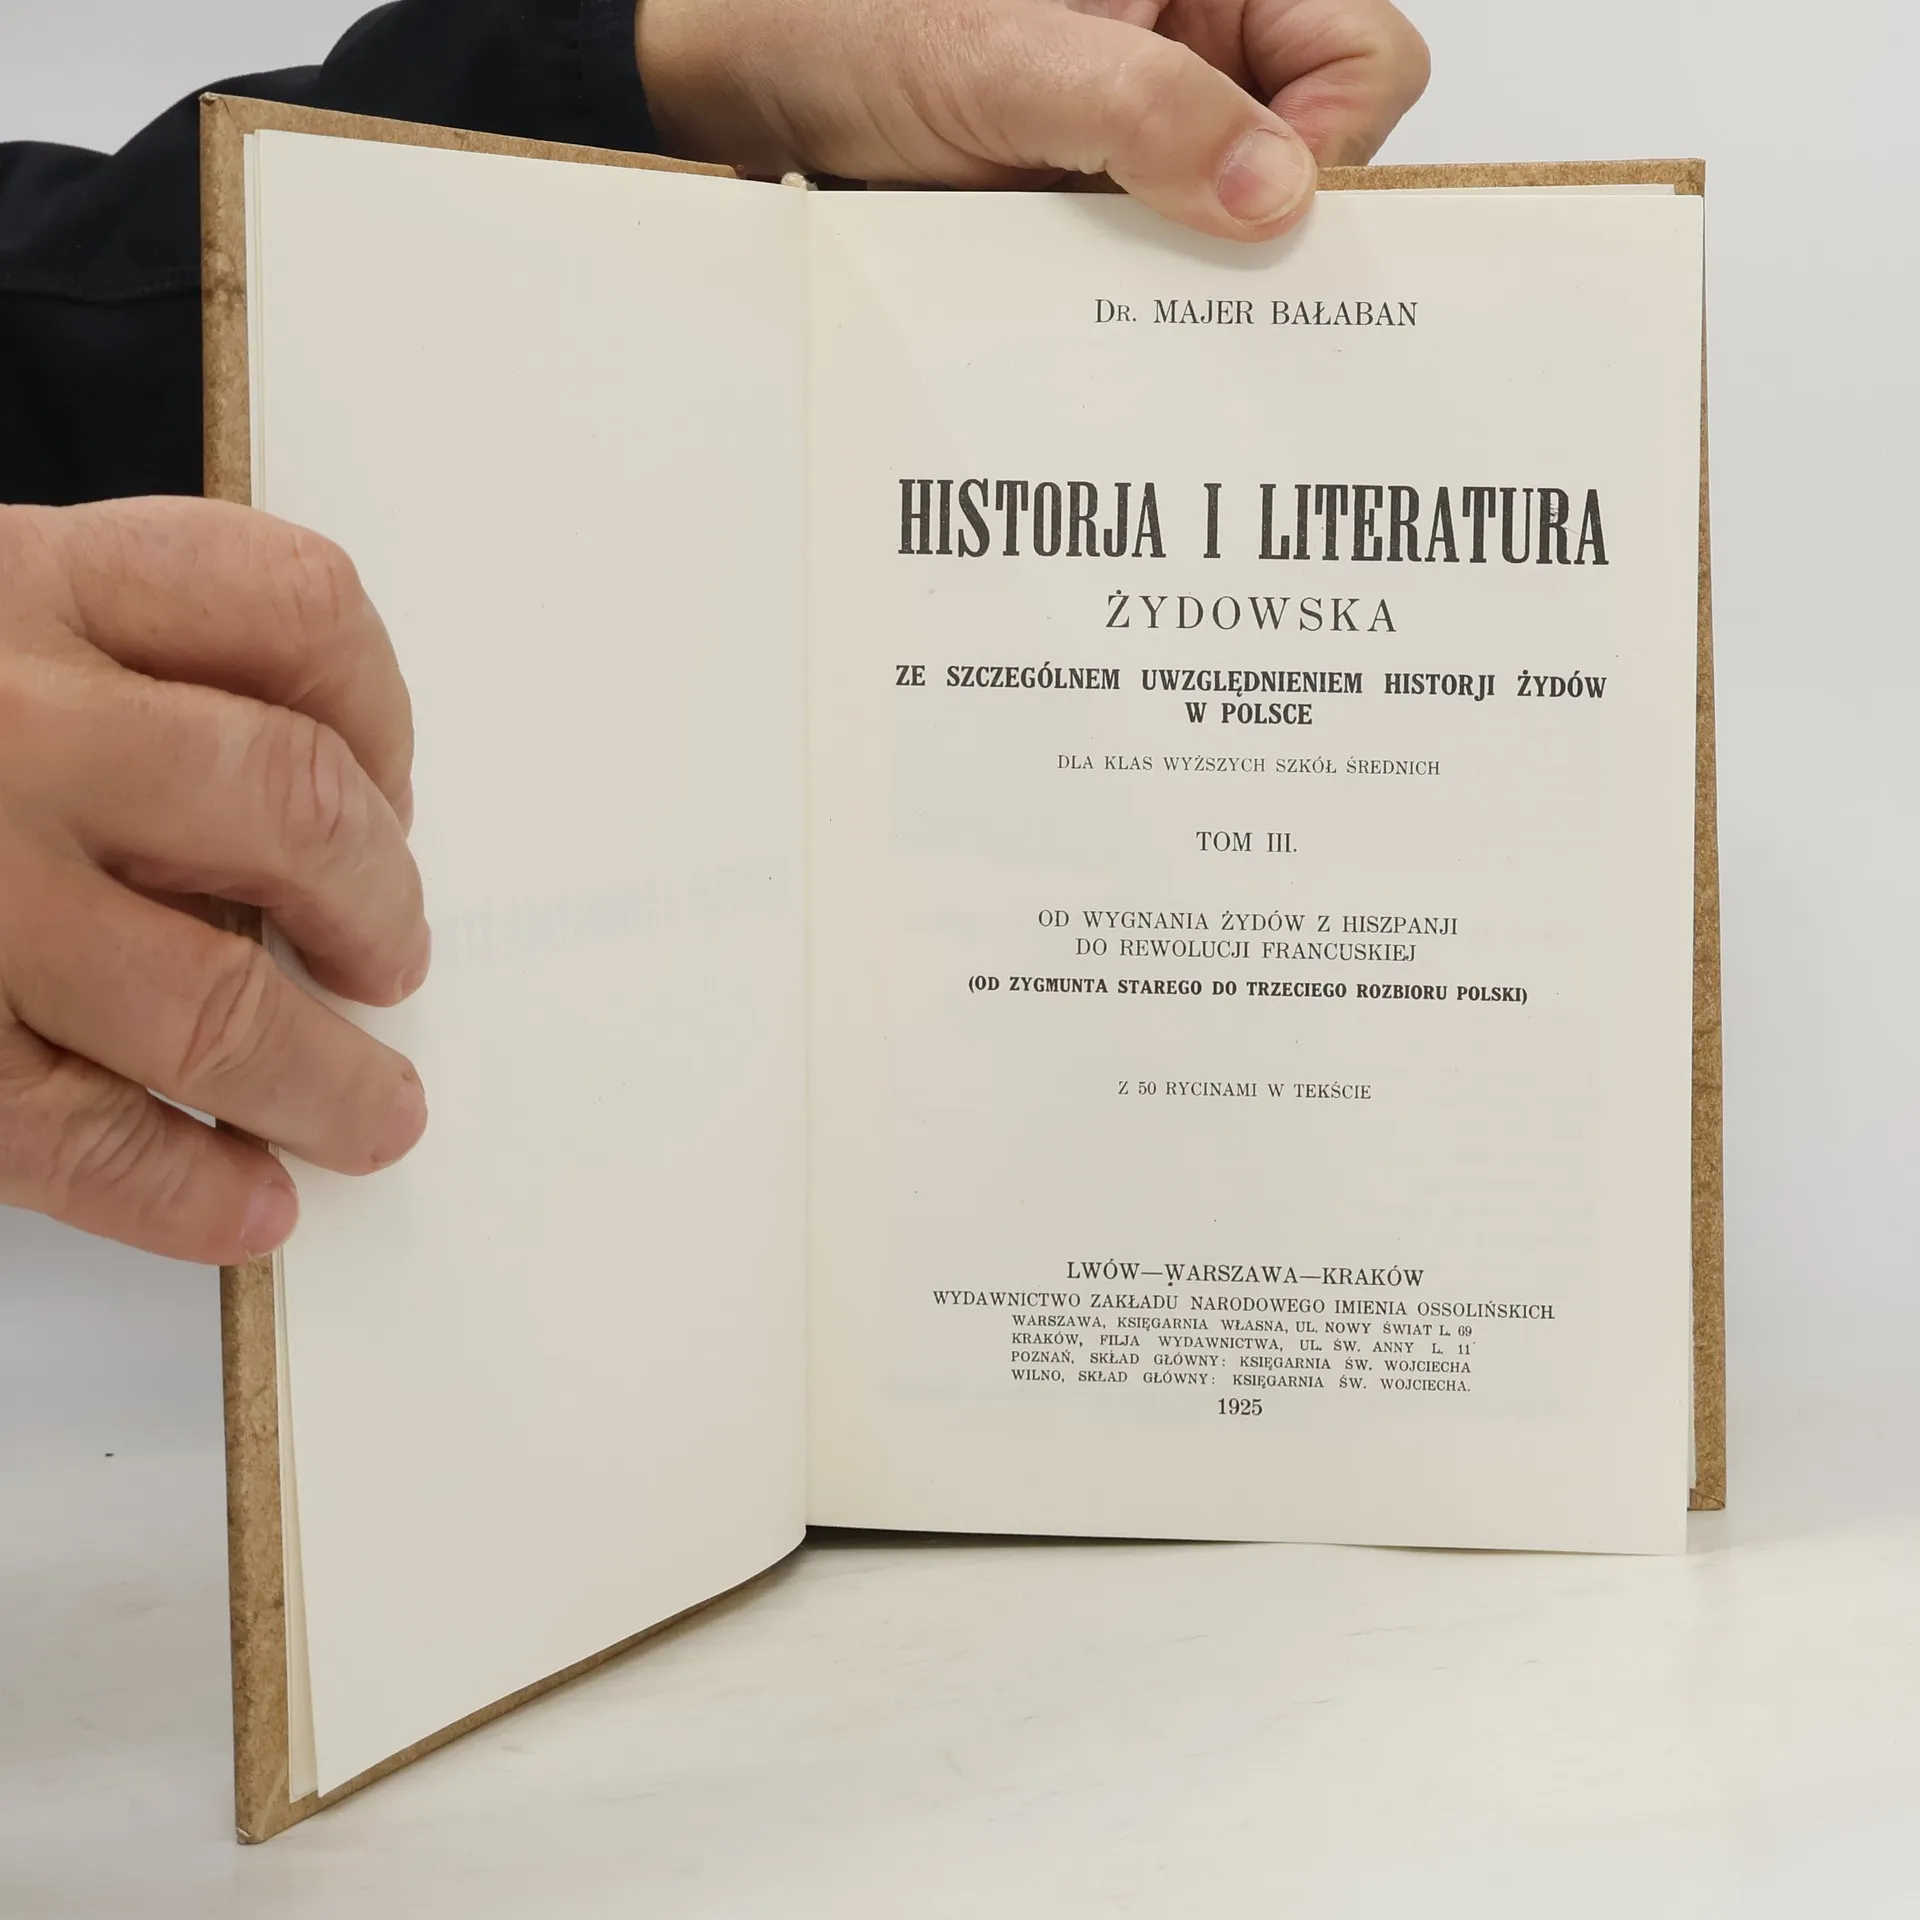 Dr. MAJER BAŁABAN
HISTORJA I LITERATURA
ŻYDOWSKA
ZE SZCZEGÓLNEM UWZGLĘDNIENIEM HISTORJI ŻYDÓW
W POLSCE
DLA KLAS WYŻSZYCH SZKÓŁ ŚREDNICH
TOM III.
OD WYGNANIA ŻYDÓW Z HISZPANJI
DO REWOLUCJI FRANCUSKIEJ
(OD ZYGMUNTA STAREGO DO TRZECIEGO ROZBIORU POLSKI)
Z 50 RYCINAMI W TEKŚCIE
LWÓW—WARSZAWA—KRAKÓW
WYDAWNICTWO ZAKŁADU NARODOWEGO IMIENIA OSSOLIŃSKICH
WARSZAWA, KSIĘGARNIA WŁASNA, UL. NOWY ŚWIAT L. 69
KRAKÓW, FILJA WYDAWNICTWA, UL. ŚW. ANNY L. 11
POZNAŃ, SKŁAD GŁÓWNY: KSIĘGARNIA ŚW. WOJCIECHA
WILNO, SKŁAD GŁÓWNY: KSIĘGARNIA ŚW. WOJCIECHA.
1925